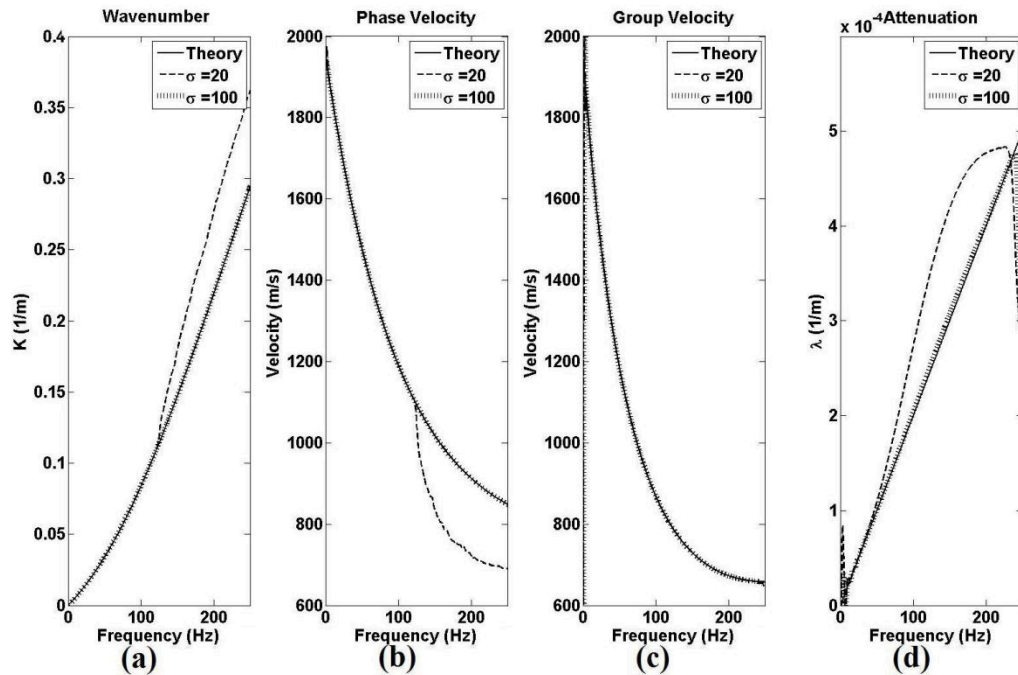 Wavenumber
K (1/m)
0.4
0.35
0.3
0.25
0.2
0.15
0.1
0.05
0
Theory
σ =20
σ =100
0 100 200
Frequency (Hz)
(a)
Phase Velocity
Velocity (m/s)
2000
1800
1600
1400
1200
1000
800
600
Theory
σ =20
σ =100
0 100 200
Frequency (Hz)
(b)
Group Velocity
Velocity (m/s)
2000
1800
1600
1400
1200
1000
800
600
Theory
σ =20
σ =100
0 100 200
Frequency (Hz)
(c)
x 10⁻⁴Attenuation
λ (1/m)
5
4
3
2
1
0
Theory
σ =20
σ =100
0 100 200
Frequency (Hz)
(d)